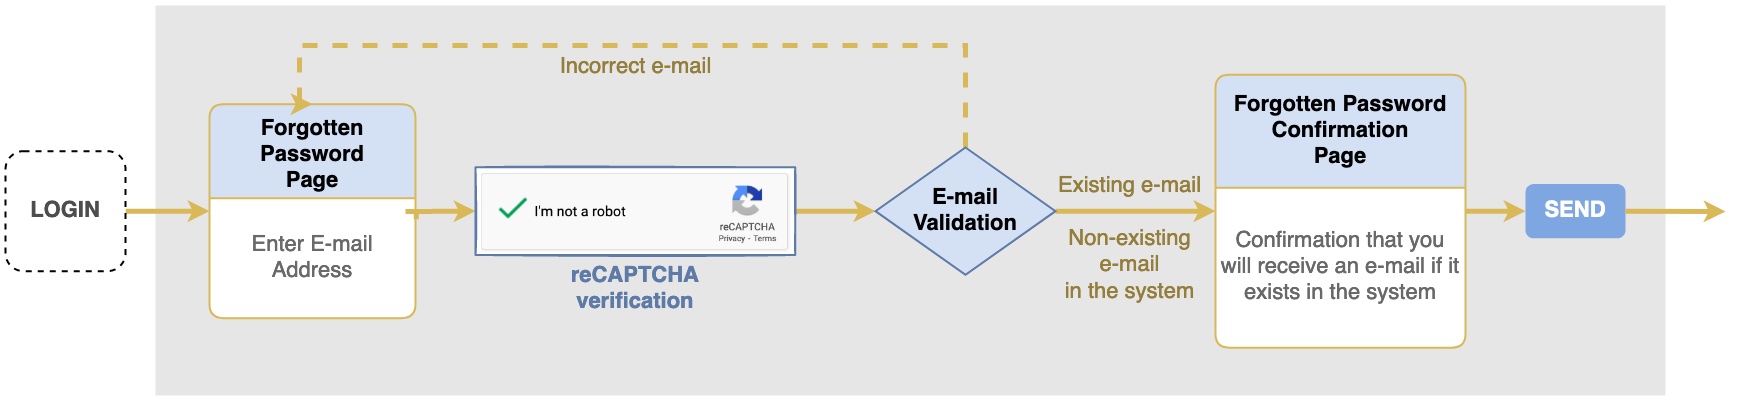 Incorrect e-mail
LOGIN
Forgotten
Password
Page
Enter E-mail
Address
I'm not a robot
reCAPTCHA
Privacy - Terms
reCAPTCHA
verification
E-mail
Validation
Existing e-mail
Non-existing
e-mail
in the system
Forgotten Password
Confirmation
Page
Confirmation that you
will receive an e-mail if it
exists in the system
SEND